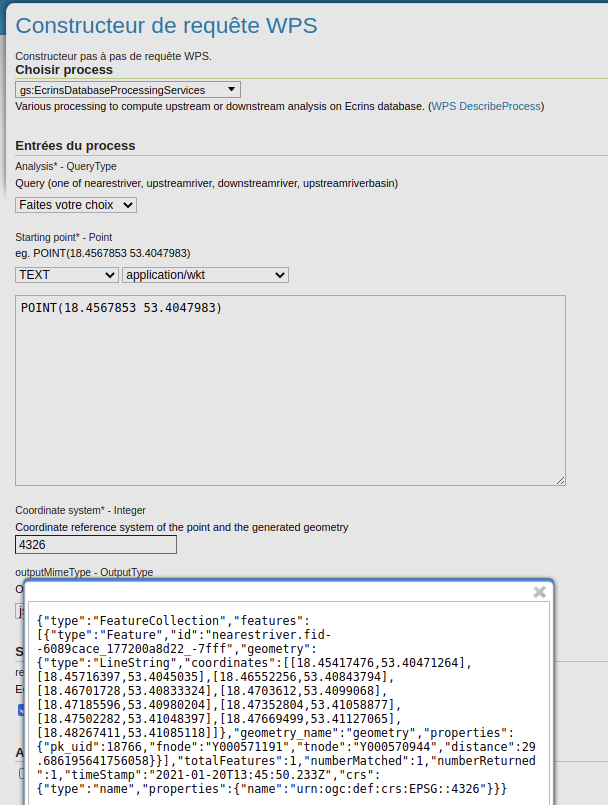 Constructeur de requête WPS
Constructeur pas à pas de requête WPS.
Choisir process
gs:EcrinsDatabaseProcessingServices
Various processing to compute upstream or downstream analysis on Ecrins database. (WPS DescribeProcess)
Entrées du process
Analysis* - QueryType
Query (one of nearestriver, upstreamriver, downstreamriver, upstreamriverbasin)
Faites votre choix
Starting point* - Point
eg. POINT(18.4567853 53.4047983)
TEXT application/wkt
POINT(18.4567853 53.4047983)
Coordinate system* - Integer
Coordinate reference system of the point and the generated geometry
4326
outputMimeType - OutputType
{"type":"FeatureCollection","features":
[{"type":"Feature","id":"nearestriver.fid-
-6089cace_177200a8d22_-7fff","geometry":
{"type":"LineString","coordinates":[[18.45417476,53.40471264],
[18.45716397,53.4045035],[18.46552256,53.40843794],
[18.46701728,53.40833324],[18.4703612,53.4099068],
[18.47185596,53.40980204],[18.47352804,53.41058877],
[18.47502282,53.41048397],[18.47669499,53.41127065],
[18.48267411,53.41085118]]},"geometry_name":"geometry","properties":
{"pk_uid":18766,"fnode":"Y000571191","tnode":"Y000570944","distance":29
.686195641756058}}],"totalFeatures":1,"numberMatched":1,"numberReturned
":1,"timeStamp":"2021-01-20T13:45:50.233Z","crs":
{"type":"name","properties":{"name":"urn:ogc:def:crs:EPSG::4326"}}}